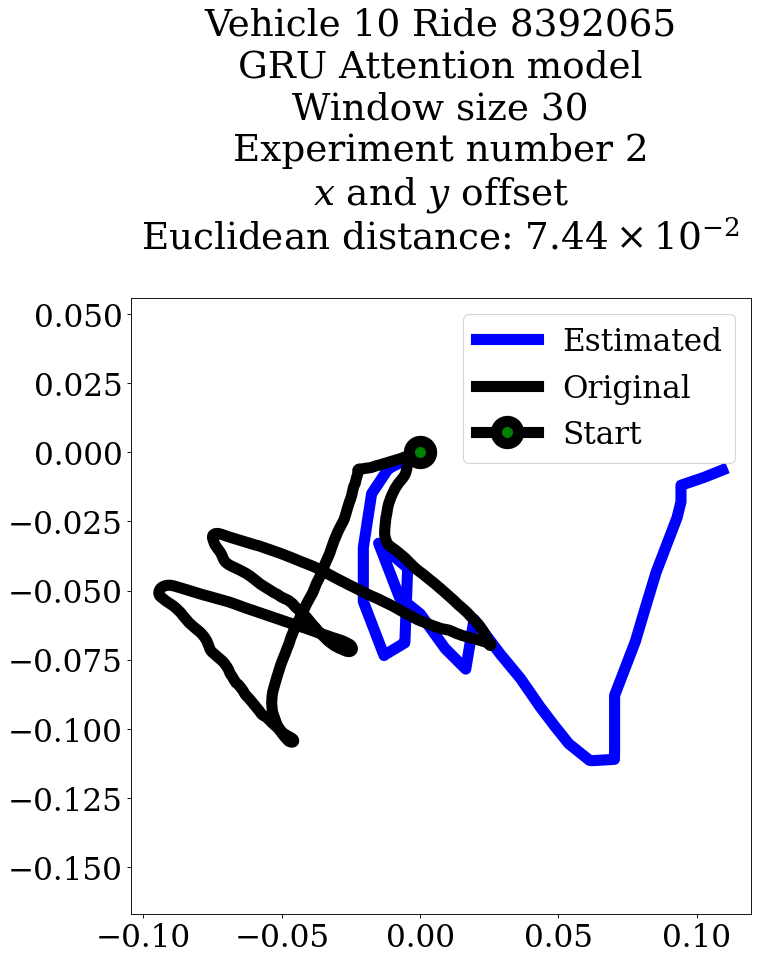 Vehicle 10 Ride 8392065
GRU Attention model
Window size 30
Experiment number 2
x and y offset
Euclidean distance: 7.44 × 10⁻²
Estimated
Original
Start
0.050
0.025
0.000
−0.025
−0.050
−0.075
−0.100
−0.125
−0.150
−0.10 −0.05 0.00 0.05 0.10